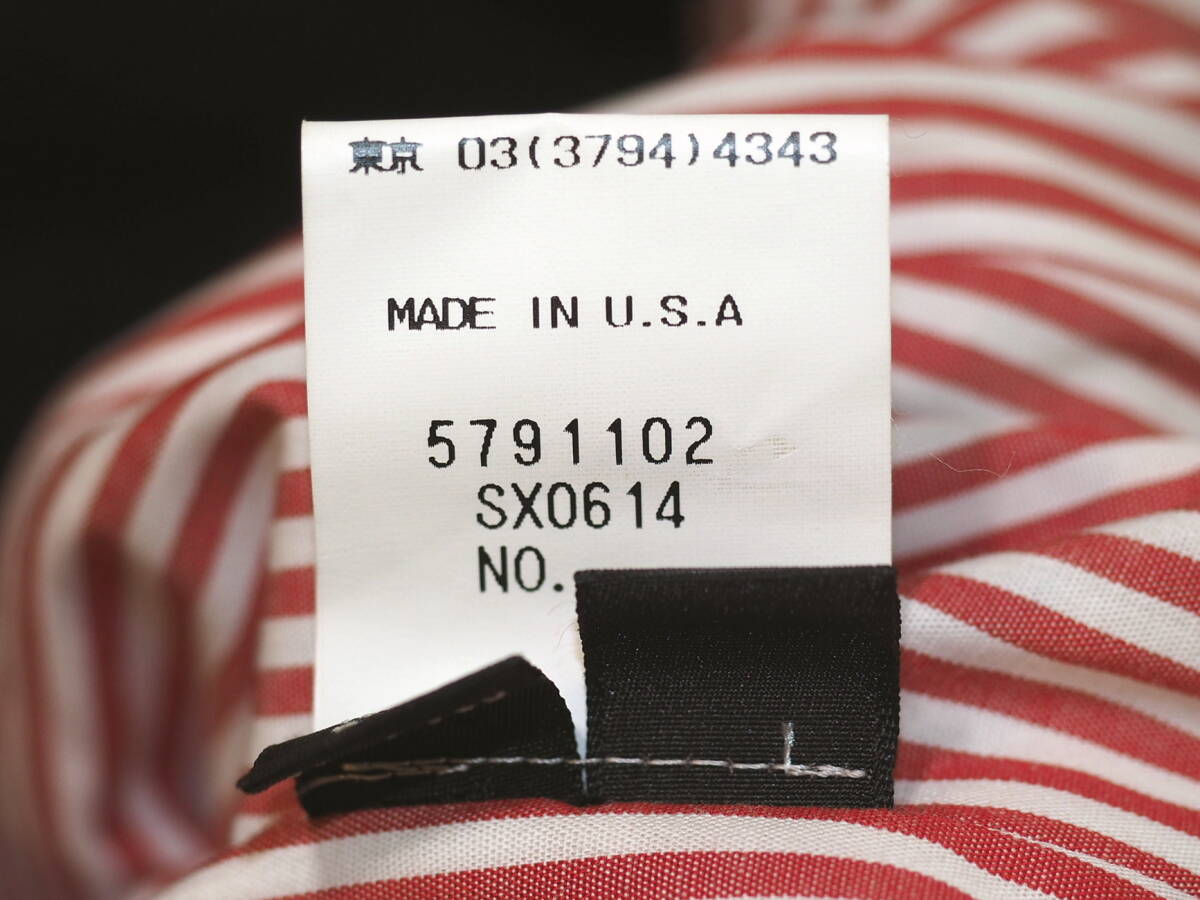 東京 03(3794)4343
MADE IN U.S.A
5791102
SX0614
NO.